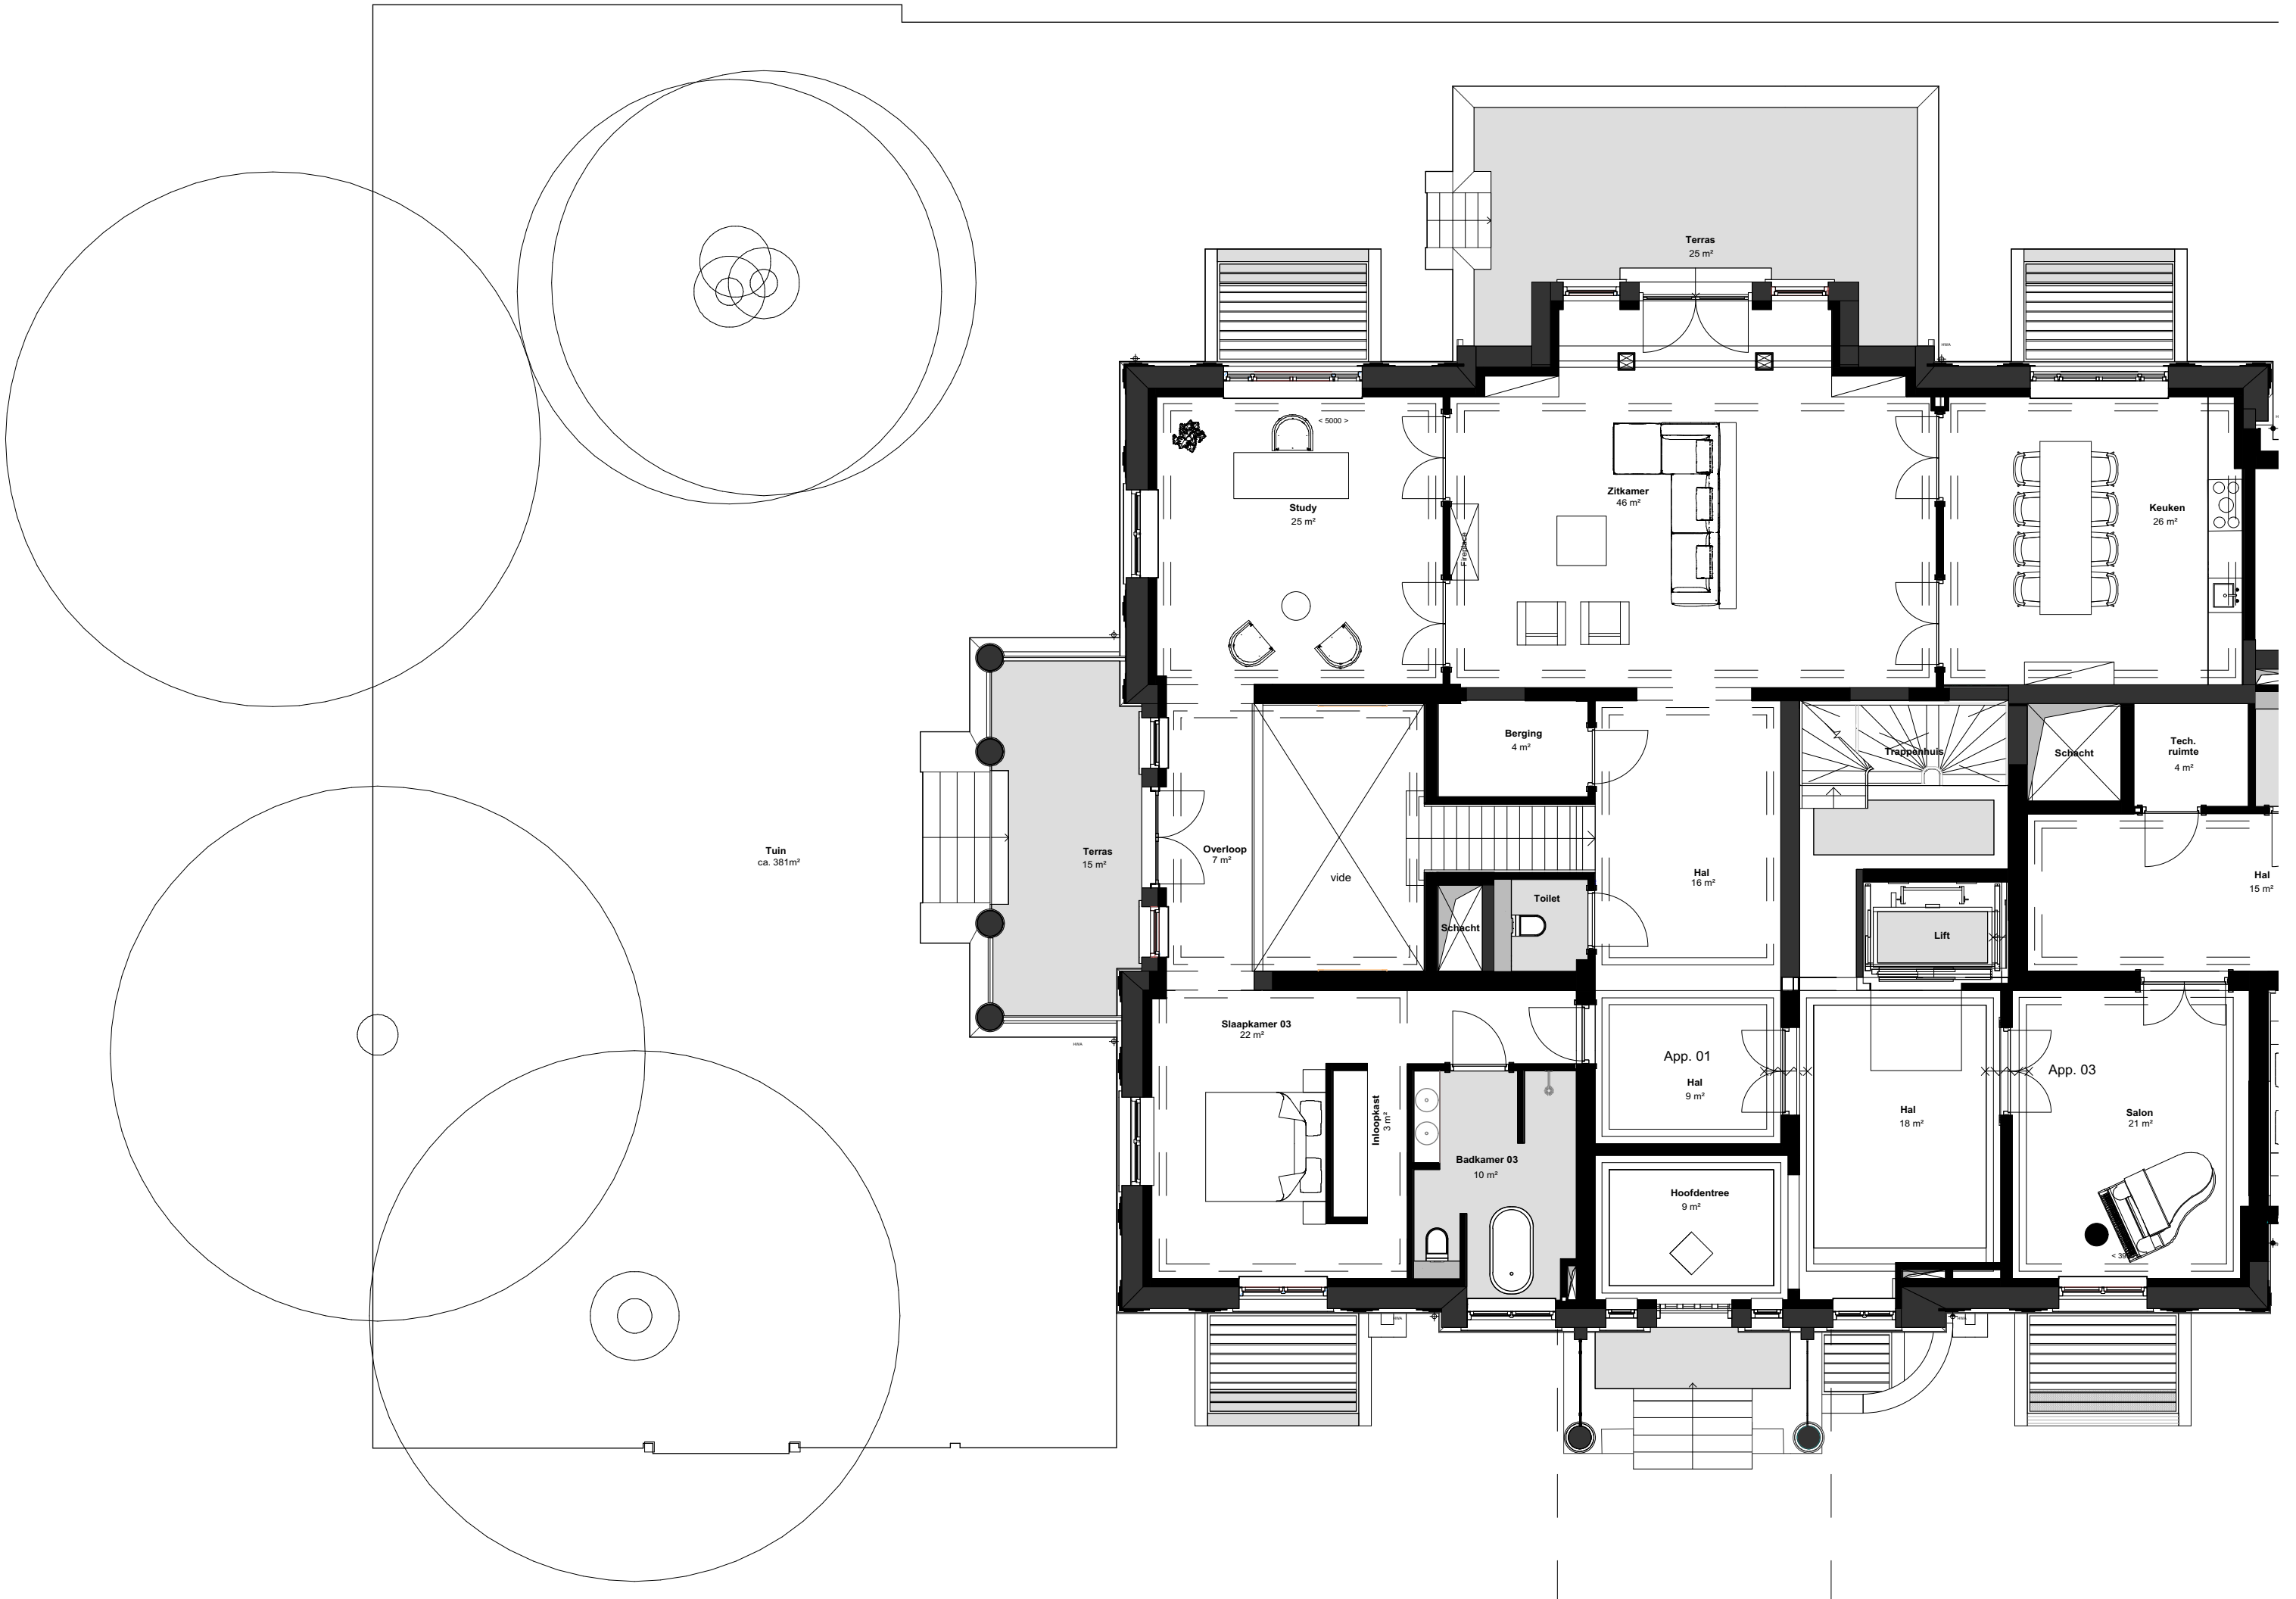 Terras
25 m²
< 5000 >
Study
25 m²
Zitkamer
46 m²
Fireplace
Keuken
26 m²
Berging
4 m²
Trappenhuis
Schacht
Tech.
ruimte
4 m²
Tuin
ca. 381m²
Terras
15 m²
Overloop
7 m²
vide
Hal
16 m²
Hal
15 m²
Toilet
Schacht
Lift
Slaapkamer 03
22 m²
App. 01
Hal
9 m²
App. 03
Inloopkast
3 m²
Hal
18 m²
Salon
21 m²
Badkamer 03
10 m²
Hoofdentree
9 m²